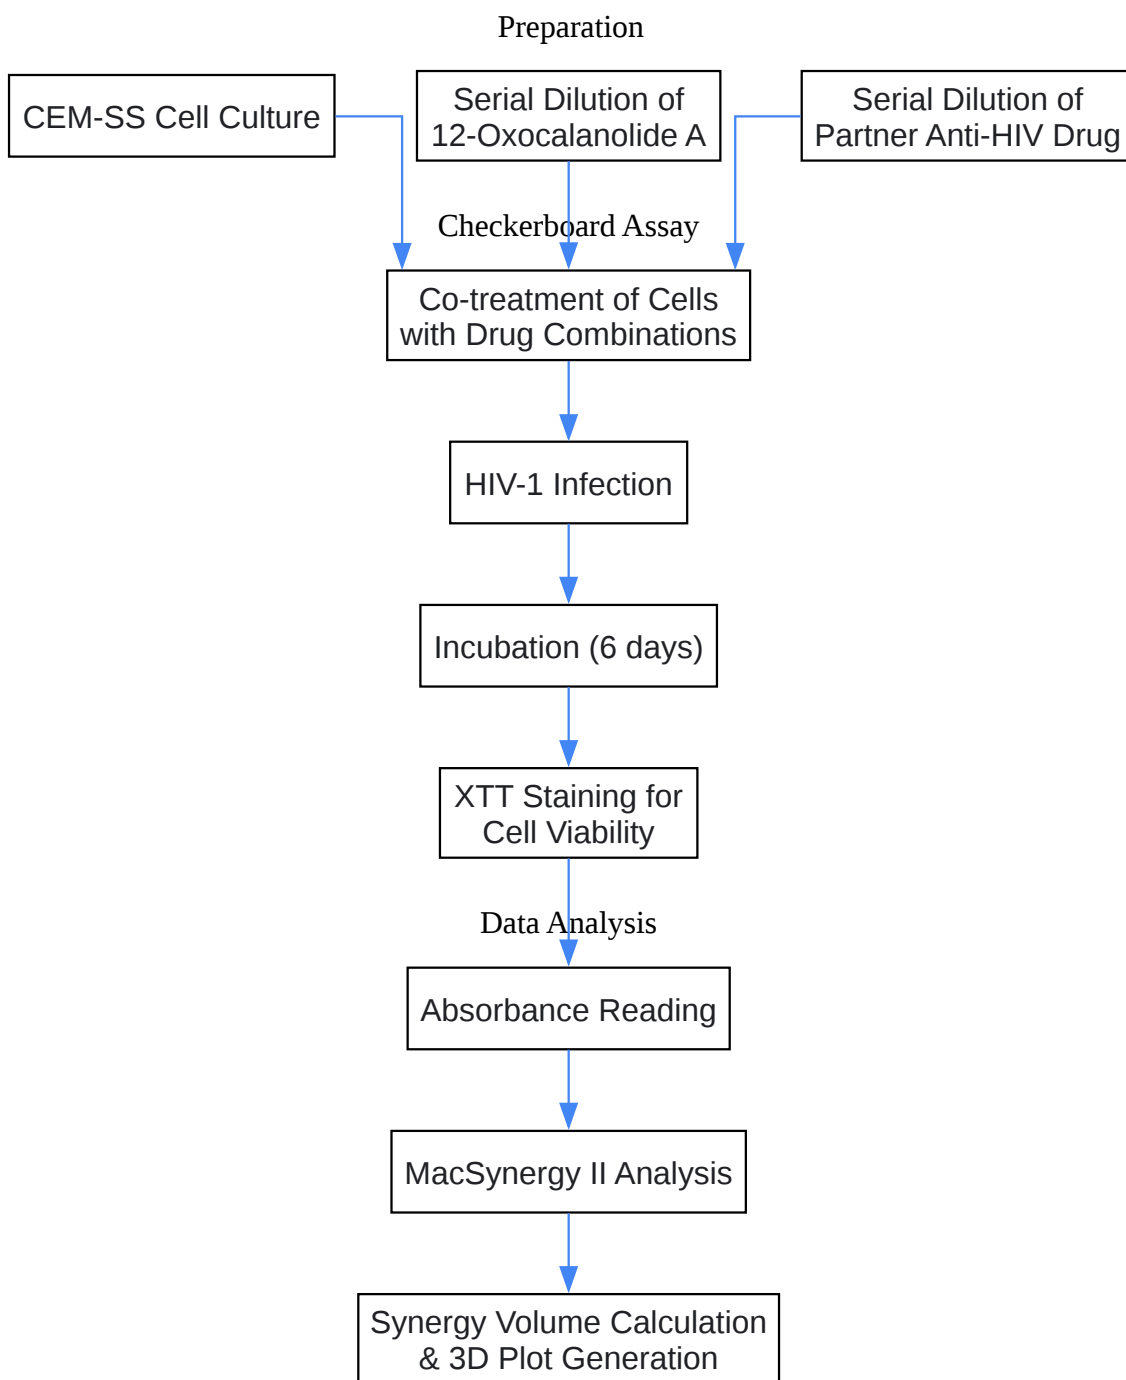 Preparation
CEM-SS Cell Culture
Serial Dilution of
12-Oxocalanolide A
Serial Dilution of
Partner Anti-HIV Drug
Checkerboard Assay
Co-treatment of Cells
with Drug Combinations
HIV-1 Infection
Incubation (6 days)
XTT Staining for
Cell Viability
Data Analysis
Absorbance Reading
MacSynergy II Analysis
Synergy Volume Calculation
& 3D Plot Generation